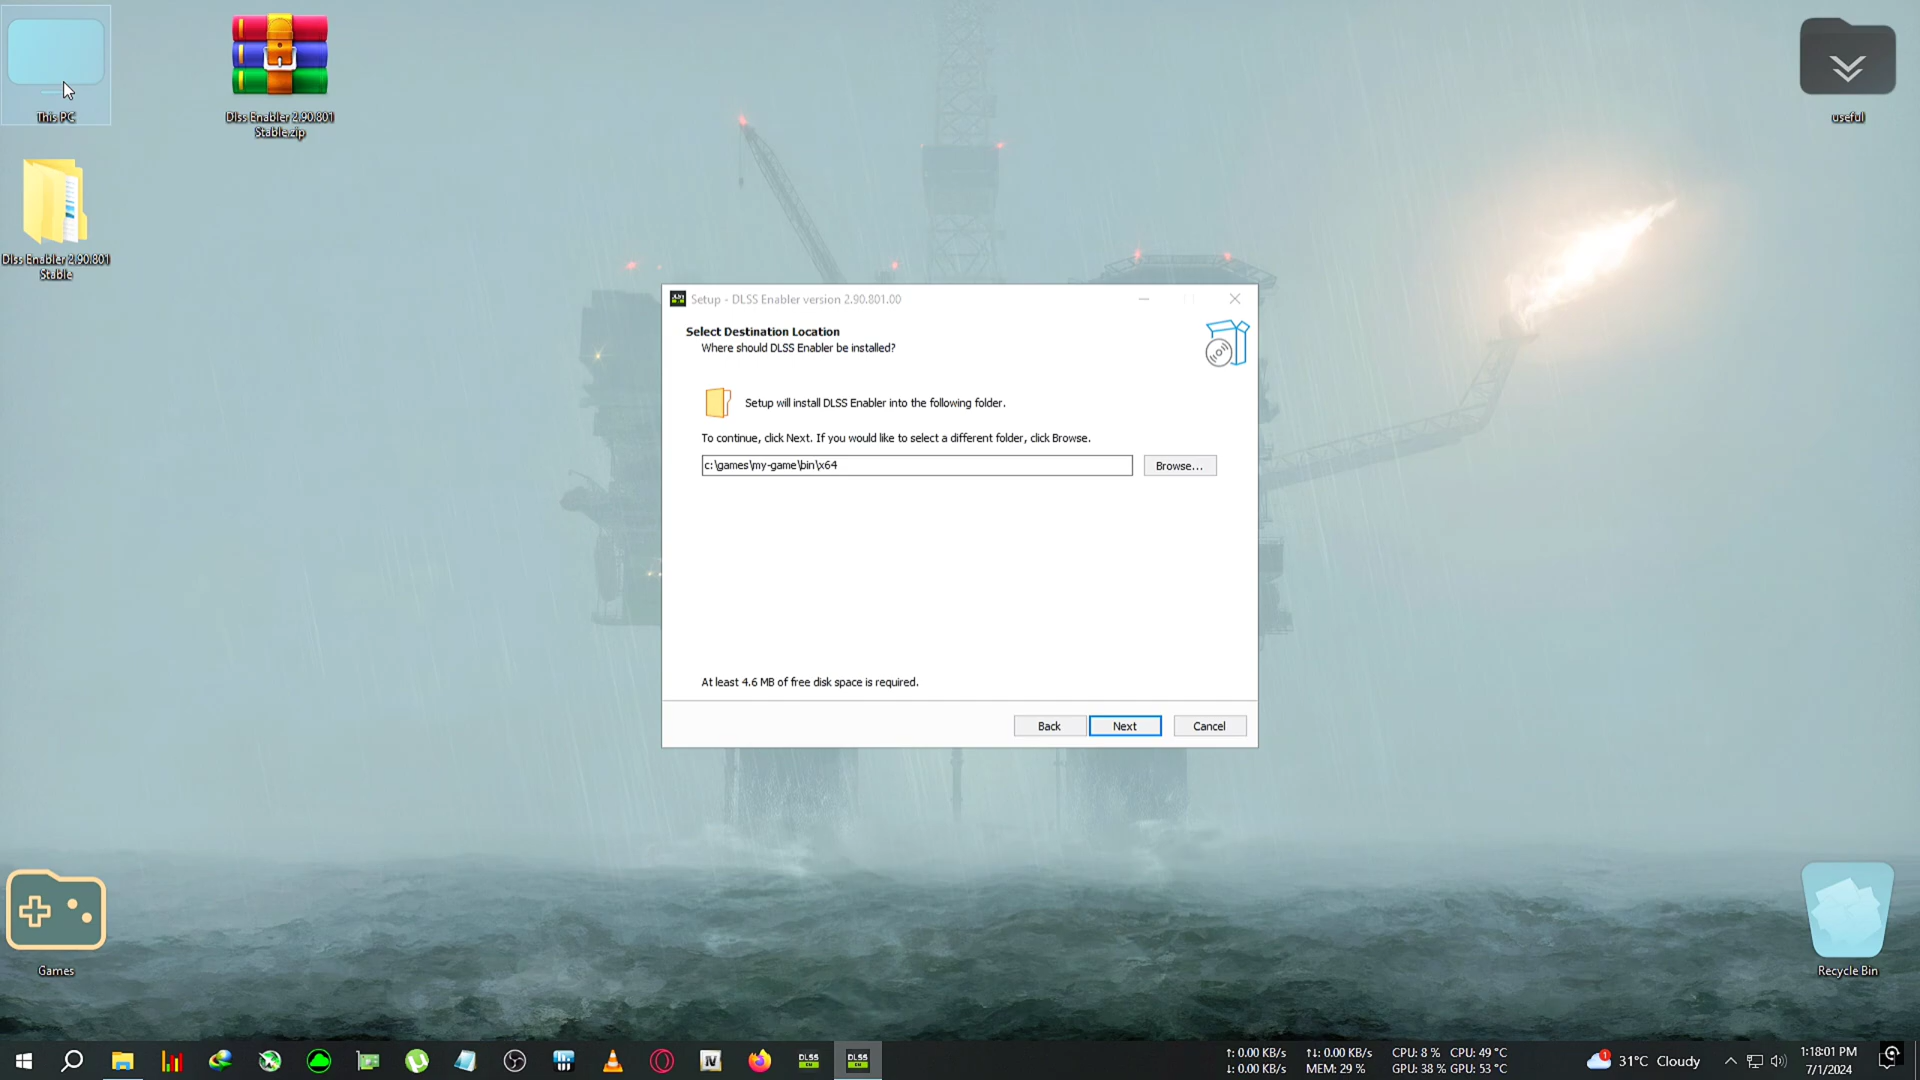 This PC
Dlss Enabler 2.90.801
Stable.zip
useful
Dlss Enabler 2.90.801
Stable
Setup - DLSS Enabler version 2.90.801.00
Select Destination Location
Where should DLSS Enabler be installed?
Setup will install DLSS Enabler into the following folder.
To continue, click Next. If you would like to select a different folder, click Browse.
c:\games\my-game\bin\x64
Browse...
At least 4.6 MB of free disk space is required.
Back
Next
Cancel
Games
Recycle Bin
IV
DLSS
DLSS
↑: 0.00 KB/s
↓: 0.00 KB/s
↑↓: 0.00 KB/s
MEM: 29 %
CPU: 8 % CPU: 49 °C
GPU: 38 % GPU: 53 °C
1
31°C Cloudy
1:18:01 PM
7/1/2024